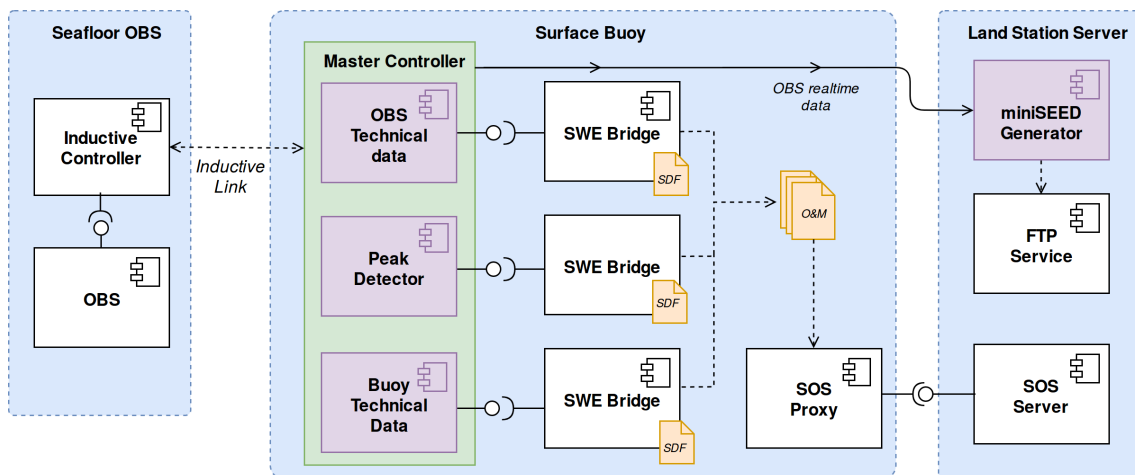 Seafloor OBS
Inductive
Controller
OBS
Inductive
Link
Surface Buoy
Master Controller
OBS
Technical
data
Peak
Detector
Buoy
Technical
Data
SWE Bridge
SDF
SWE Bridge
SDF
SWE Bridge
SDF
OBS realtime
data
O&M
SOS
Proxy
Land Station Server
miniSEED
Generator
FTP
Service
SOS
Server